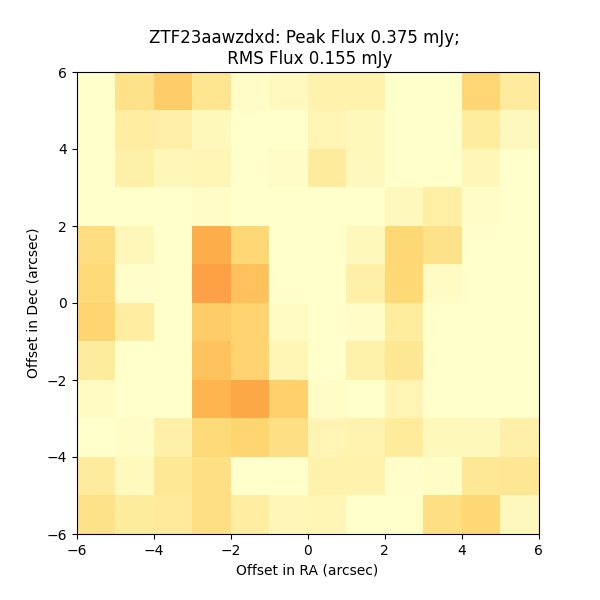 ZTF23aawzdxd: Peak Flux 0.375 mJy;
RMS Flux 0.155 mJy
6
4
2
0
−2
−4
−6
Offset in Dec (arcsec)
−6 −4 −2 0 2 4 6
Offset in RA (arcsec)